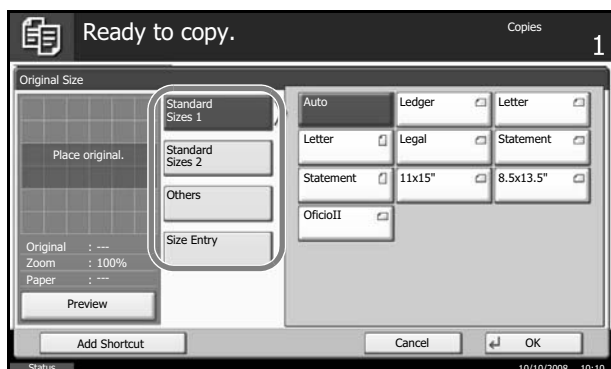 Ready to copy.
Copies
1
Original Size
Place original.
Original : ---
Zoom : 100%
Paper : ---
Preview
Standard
Sizes 1
Standard
Sizes 2
Others
Size Entry
Auto
Ledger
Letter
Letter
Legal
Statement
Statement
11x15"
8.5x13.5"
OficioII
Add Shortcut
Cancel
OK
Status
10/10/2008 10:10